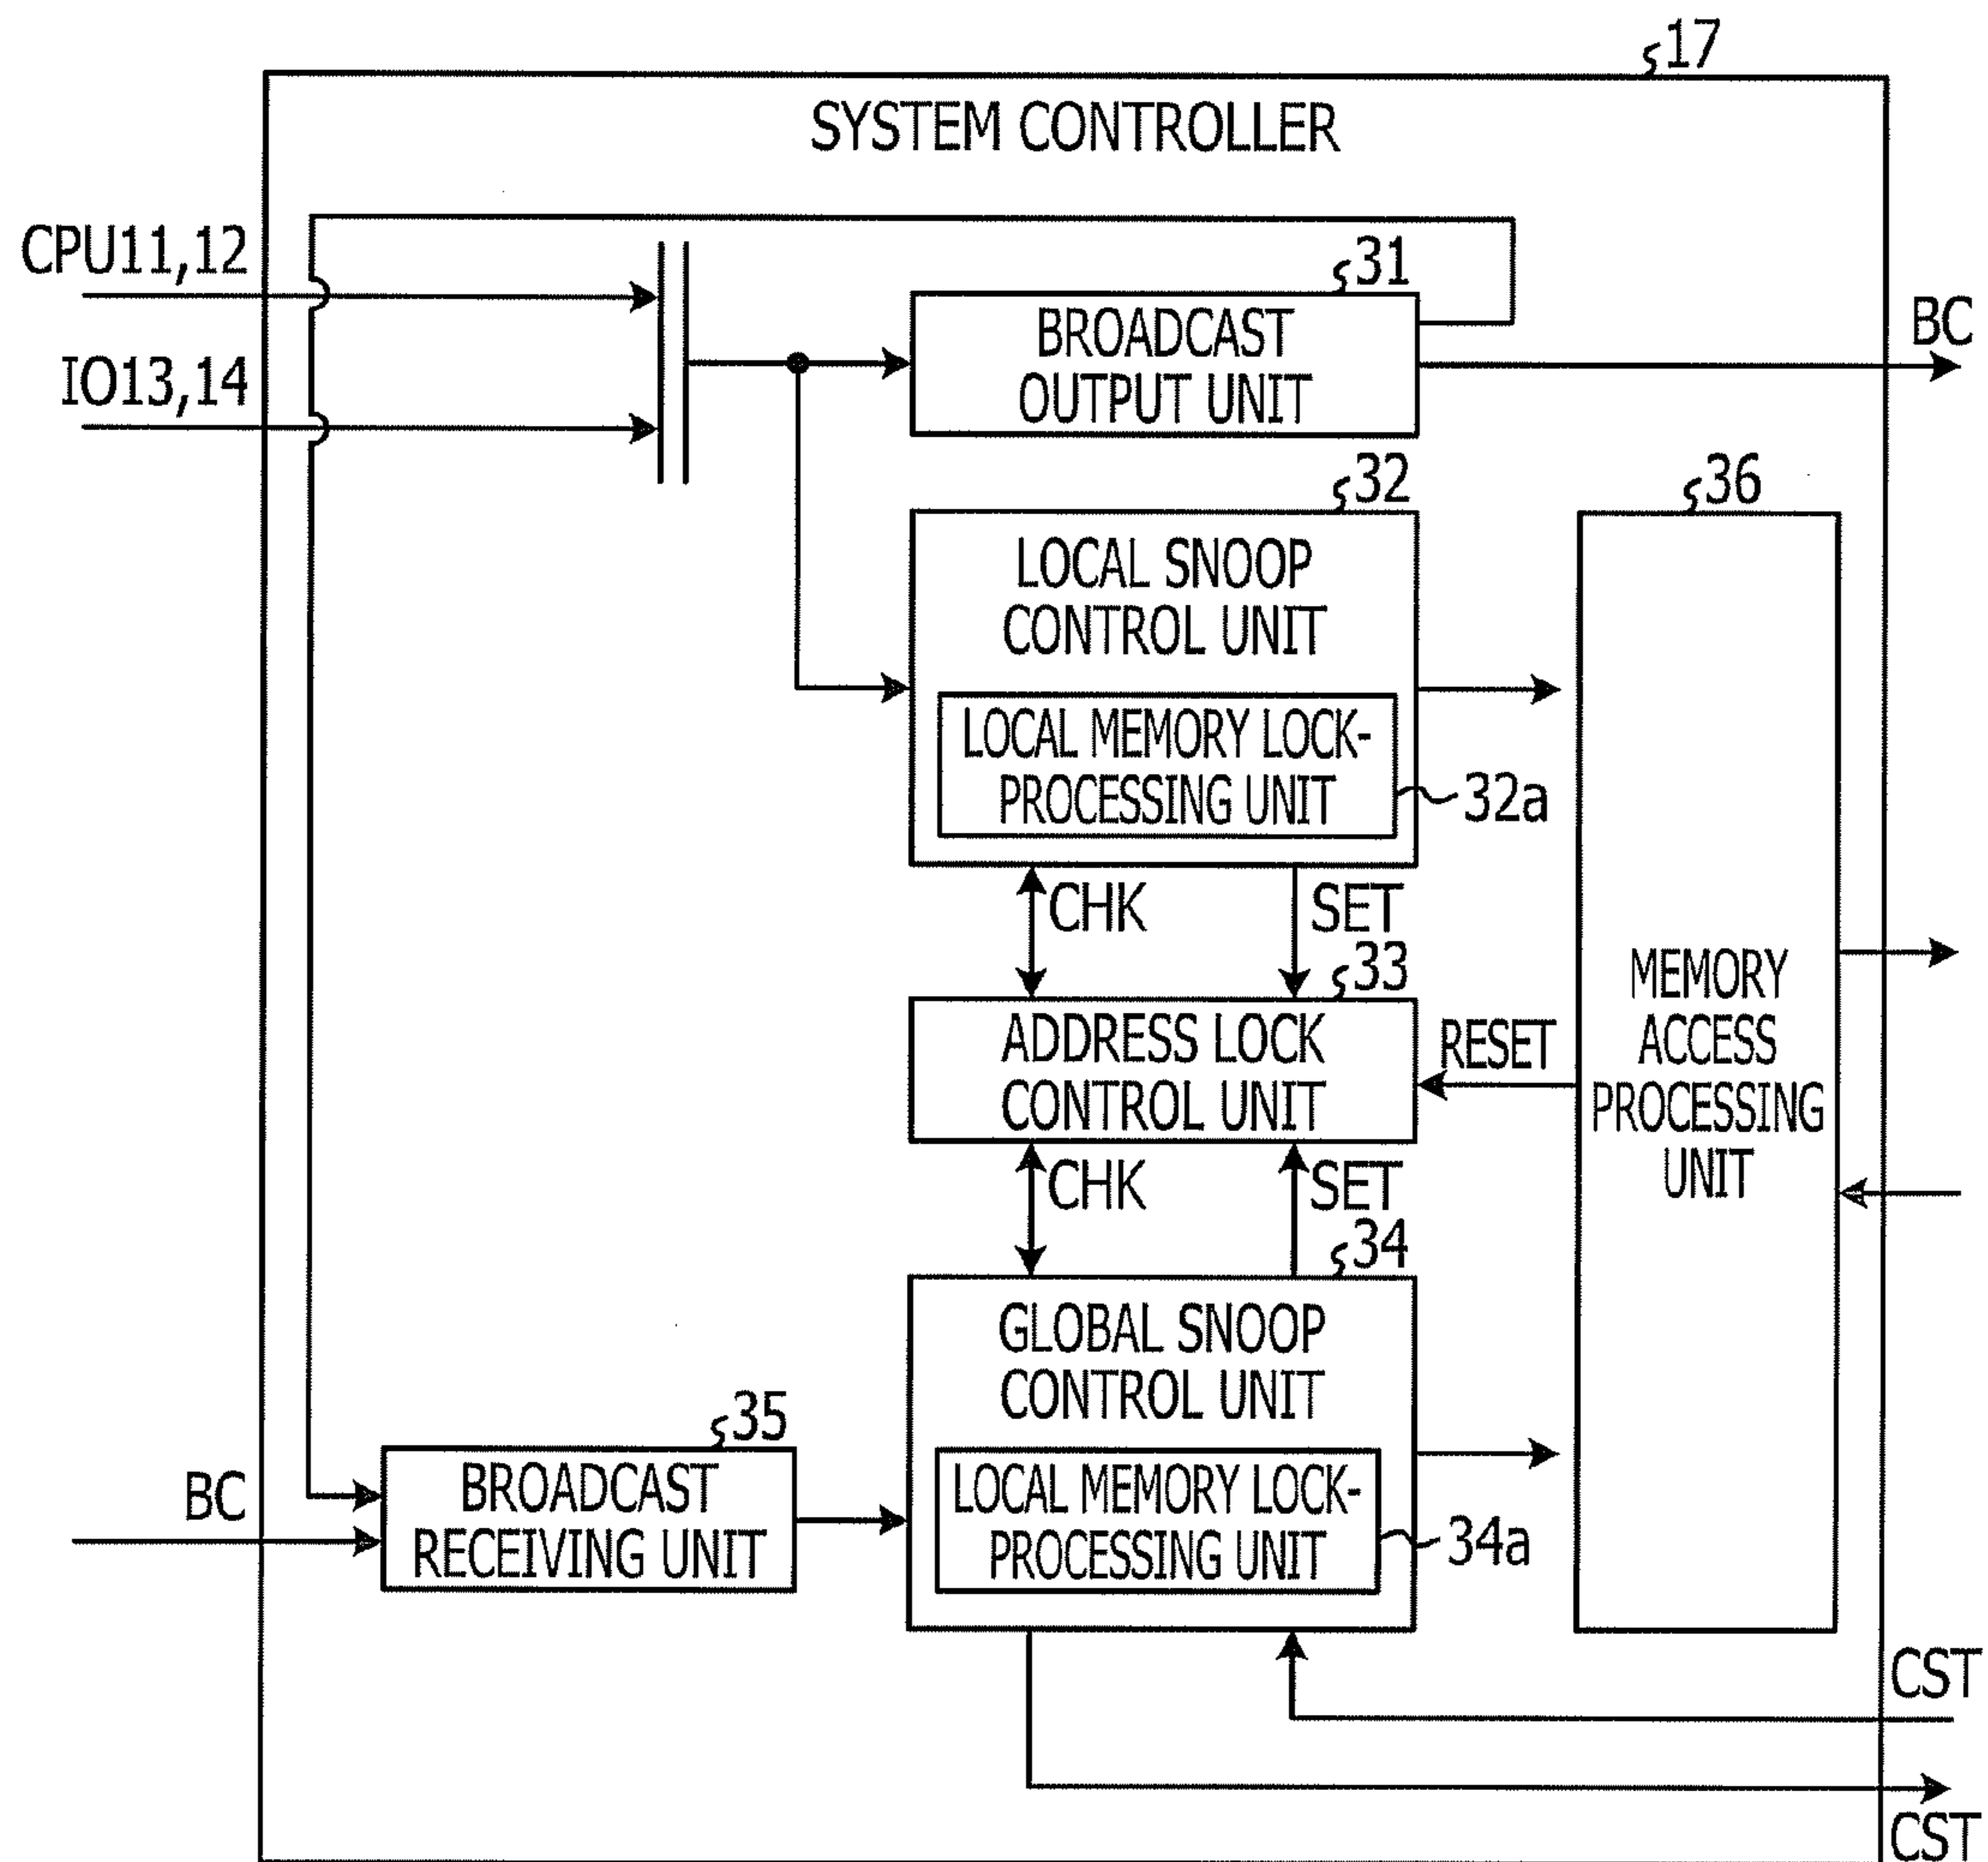 17
SYSTEM CONTROLLER
CPU11,12
IO13,14
31
BROADCAST
OUTPUT UNIT
BC
32
LOCAL SNOOP
CONTROL UNIT
LOCAL MEMORY LOCK-
PROCESSING UNIT
32a
36
MEMORY
ACCESS
PROCESSING
UNIT
CHK
SET
33
ADDRESS LOCK
CONTROL UNIT
RESET
CHK
SET
34
GLOBAL SNOOP
CONTROL UNIT
LOCAL MEMORY LOCK-
PROCESSING UNIT
34a
35
BROADCAST
RECEIVING UNIT
BC
CST
CST